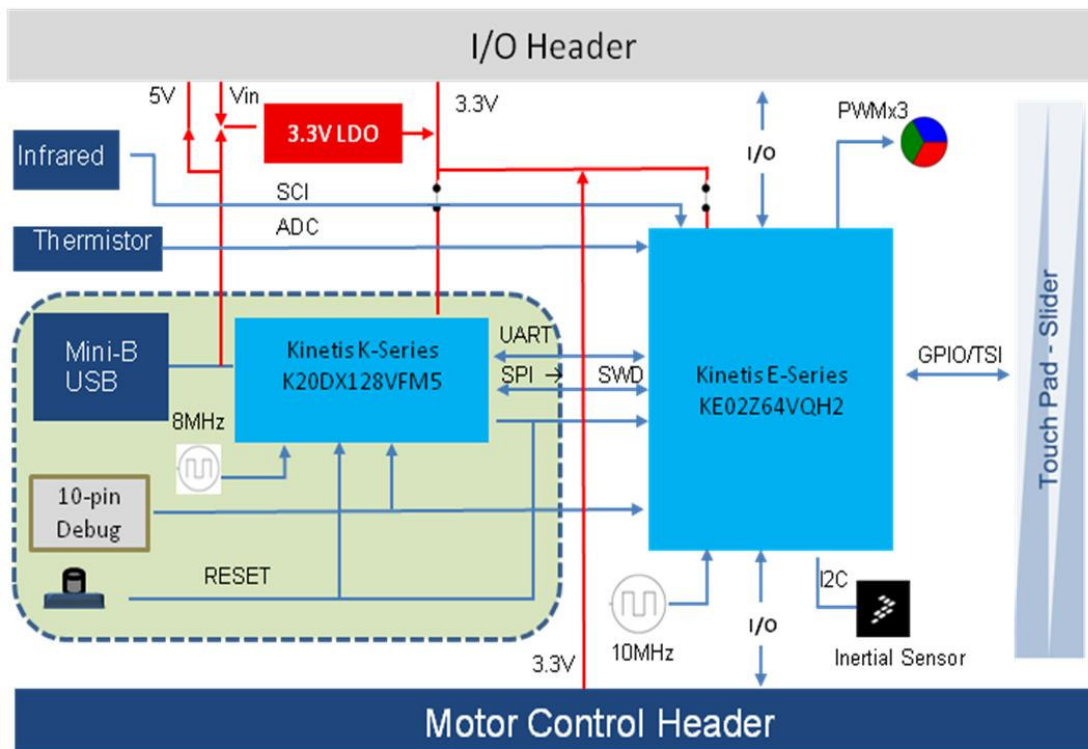 I/O Header
5V
Vin
3.3V
PWMx3
3.3V LDO
Infrared
I/O
SCI
ADC
Thermistor
Mini-B
USB
Kinetis K-Series
K20DX128VFM5
UART
SPI → SWD
Kinetis E-Series
KE02Z64VQH2
GPIO/TSI
Touch Pad - Slider
8MHz
10-pin
Debug
RESET
10MHz
I2C
I/O
Inertial Sensor
3.3V
Motor Control Header